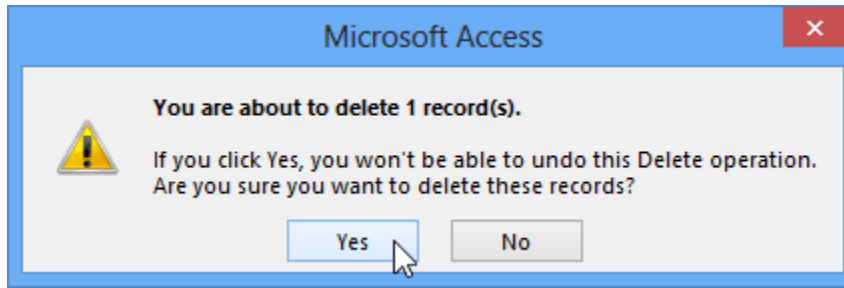 Microsoft Access
You are about to delete 1 record(s).
If you click Yes, you won't be able to undo this Delete operation.
Are you sure you want to delete these records?
Yes
No